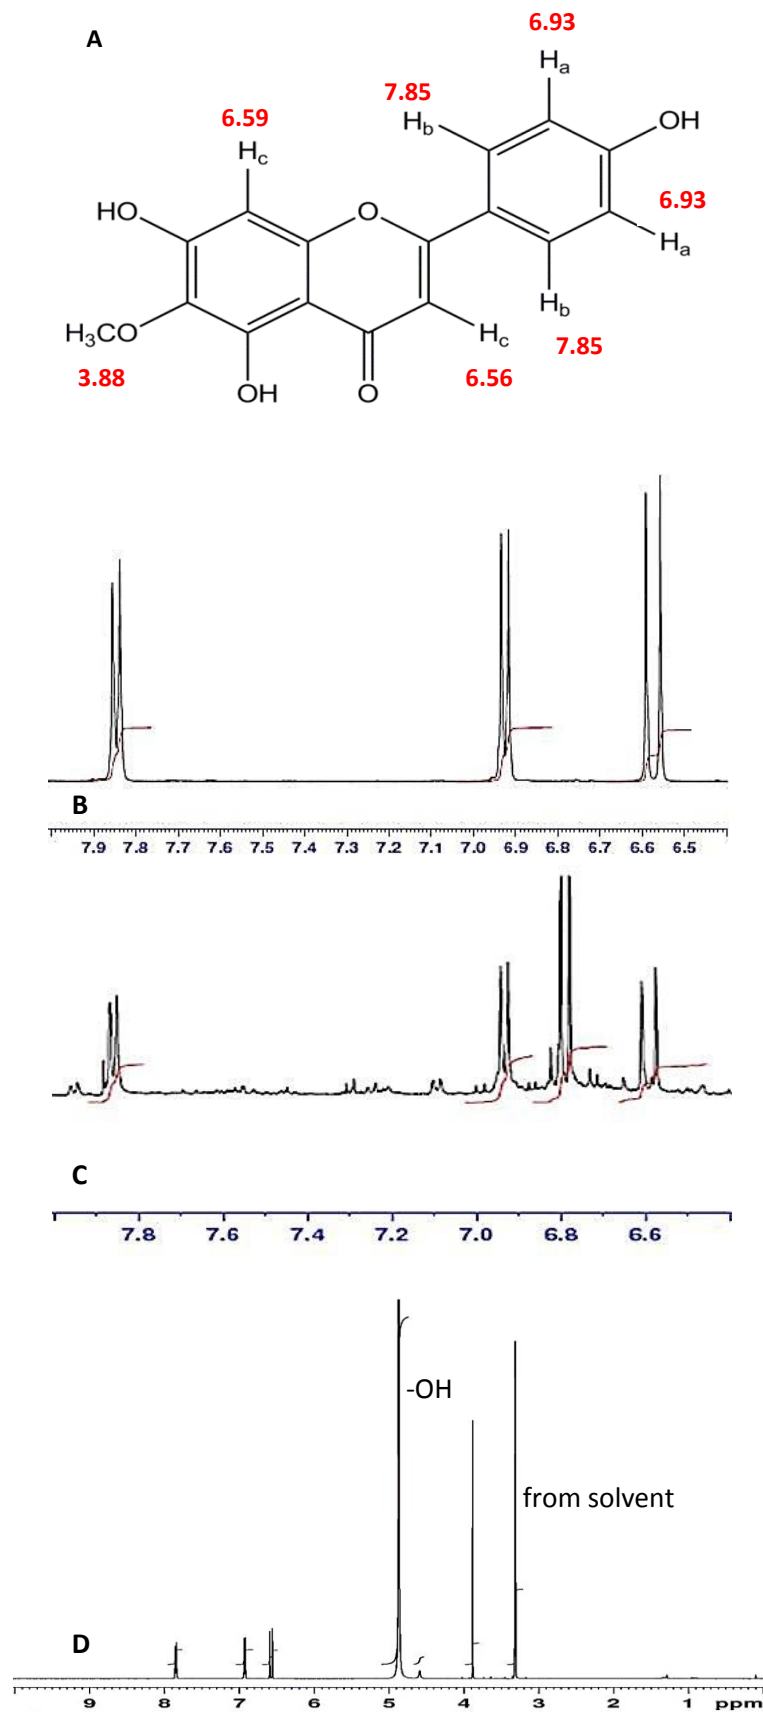 A
6.93
Ha
7.85
Hb
OH
6.59
Hc
HO
O
6.93
Ha
H3CO
Hb
Hc
7.85
3.88
OH
O
6.56
B
7.9 7.8 7.7 7.6 7.5 7.4 7.3 7.2 7.1 7.0 6.9 6.8 6.7 6.6 6.5
C
7.8 7.6 7.4 7.2 7.0 6.8 6.6
-OH
from solvent
D
9 8 7 6 5 4 3 2 1 ppm